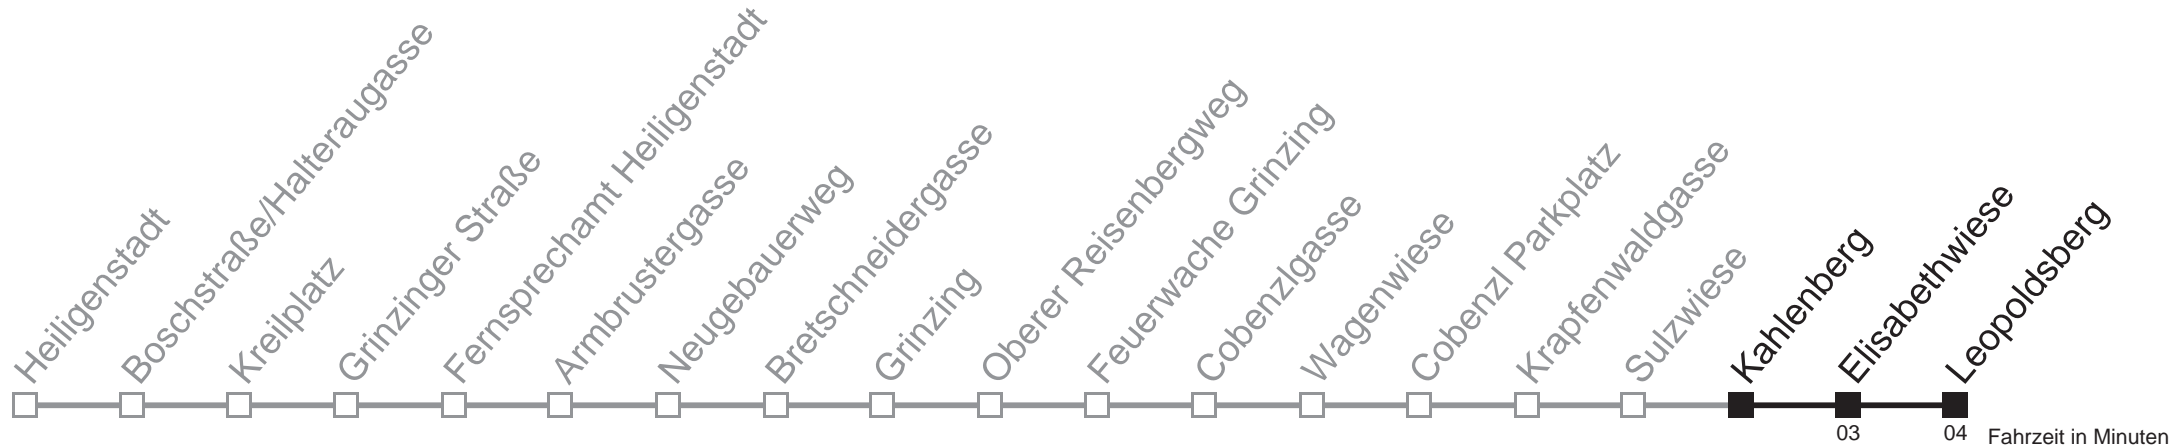 Heiligenstadt
Boschstraße/Halteraugasse
Kreilplatz
Grinzinger Straße
Fernsprechamt Heiligenstadt
Armbrustergasse
Neugebauerweg
Bretschneidergasse
Grinzing
Oberer Reisenbergweg
Feuerwache Grinzing
Cobenzlgasse
Wagenwiese
Cobenzl Parkplatz
Krapfenwaldgasse
Sulzwiese
Kahlenberg
Elisabethwiese
Leopoldsberg
03
04
Fahrzeit in Minuten